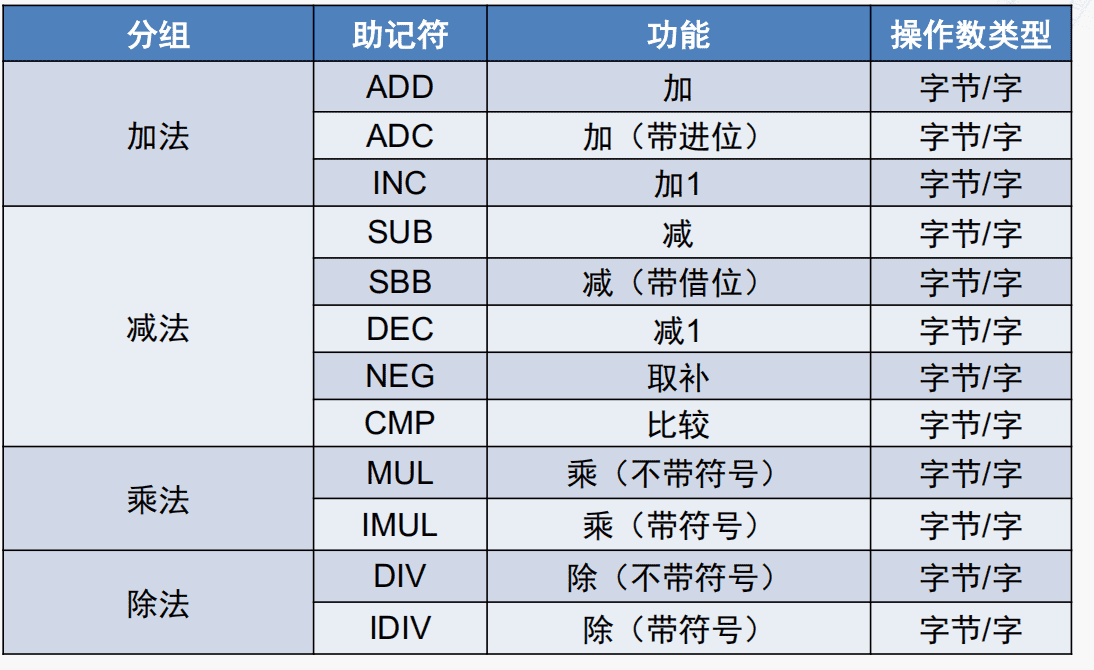 分组 助记符 功能 操作数类型
加法
ADD 加 字节/字
ADC 加（带进位） 字节/字
INC 加1 字节/字
减法
SUB 减 字节/字
SBB 减（带借位） 字节/字
DEC 减1 字节/字
NEG 取补 字节/字
CMP 比较 字节/字
乘法
MUL 乘（不带符号） 字节/字
IMUL 乘（带符号） 字节/字
除法
DIV 除（不带符号） 字节/字
IDIV 除（带符号） 字节/字